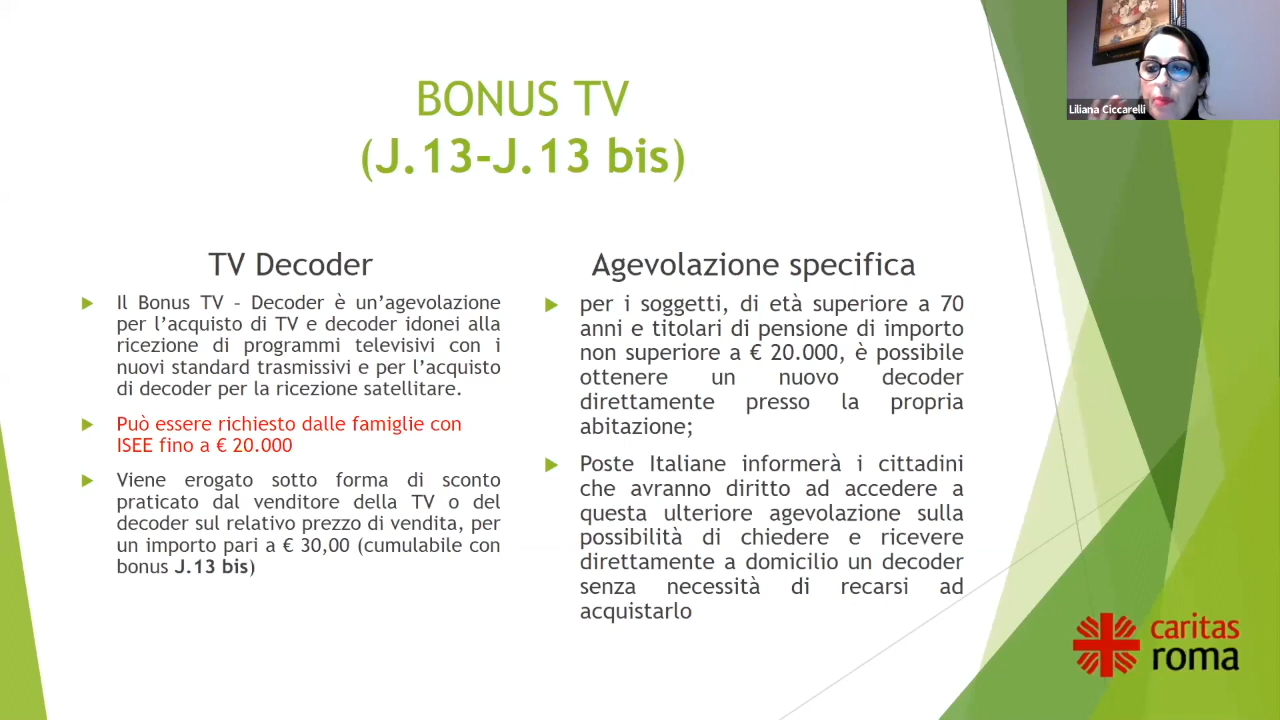 BONUS TV
(J.13-J.13 bis)
Liliana Ciccarelli
TV Decoder
Il Bonus TV – Decoder è un’agevolazione
per l’acquisto di TV e decoder idonei alla
ricezione di programmi televisivi con i
nuovi standard trasmissivi e per l’acquisto
di decoder per la ricezione satellitare.
Può essere richiesto dalle famiglie con
ISEE fino a € 20.000
Viene erogato sotto forma di sconto
praticato dal venditore della TV o del
decoder sul relativo prezzo di vendita, per
un importo pari a € 30,00 (cumulabile con
bonus J.13 bis)
Agevolazione specifica
per i soggetti, di età superiore a 70
anni e titolari di pensione di importo
non superiore a € 20.000, è possibile
ottenere un nuovo decoder
direttamente presso la propria
abitazione;
Poste Italiane informerà i cittadini
che avranno diritto ad accedere a
questa ulteriore agevolazione sulla
possibilità di chiedere e ricevere
direttamente a domicilio un decoder
senza necessità di recarsi ad
acquistarlo
caritas
roma